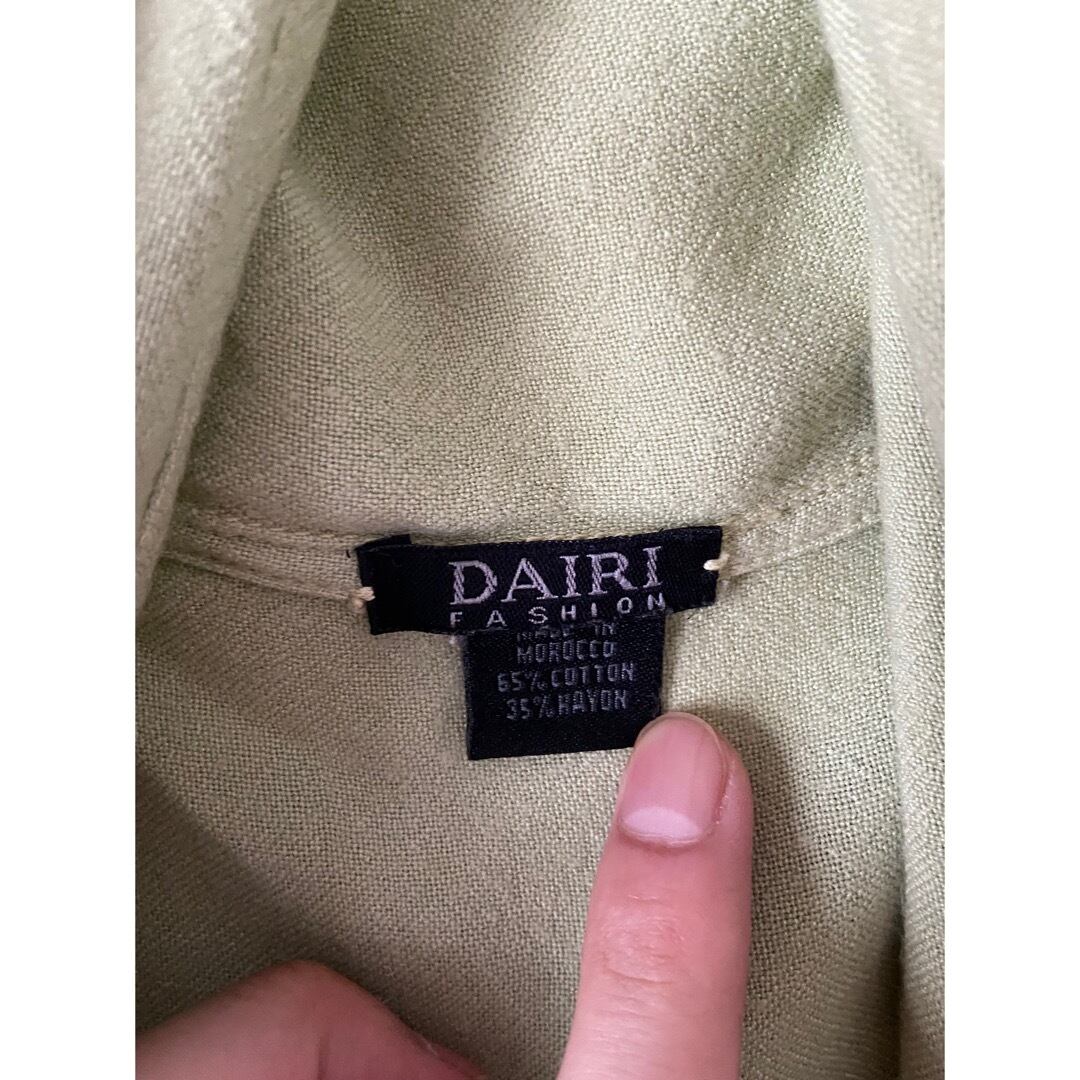 DAIRI
FASHION
MADE IN
MOROCCO
65% COTTON
35% RAYON